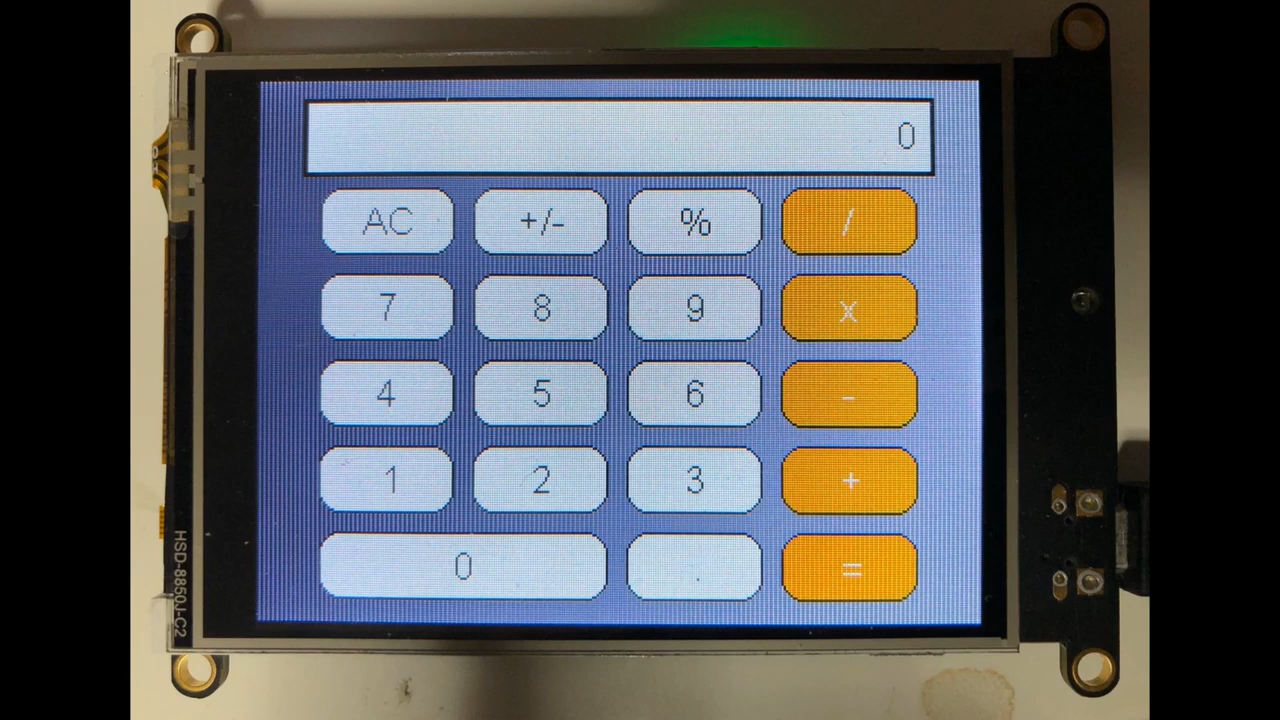 0
AC +/- % /
7 8 9 x
4 5 6 -
1 2 3 +
0 . =
HSD-8850J-C2